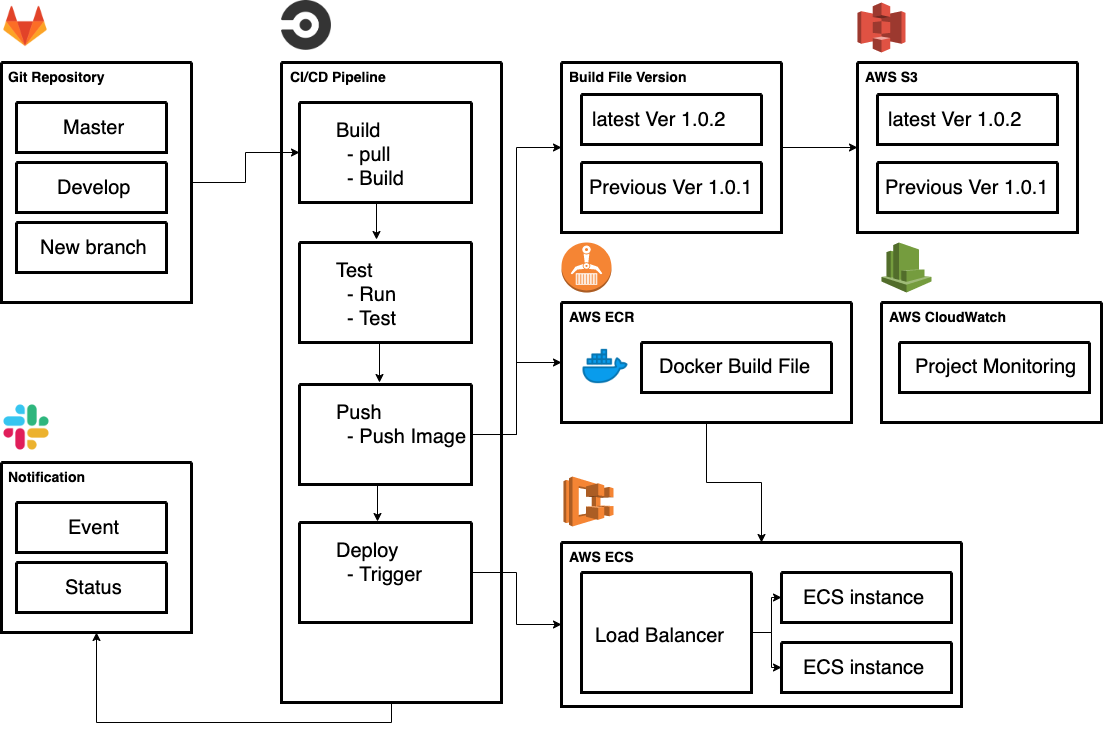 Git Repository
Master
Develop
New branch
CI/CD Pipeline
Build
- pull
- Build
Test
- Run
- Test
Push
- Push Image
Deploy
- Trigger
Build File Version
latest Ver 1.0.2
Previous Ver 1.0.1
AWS S3
latest Ver 1.0.2
Previous Ver 1.0.1
AWS ECR
Docker Build File
AWS CloudWatch
Project Monitoring
Notification
Event
Status
AWS ECS
Load Balancer
ECS instance
ECS instance